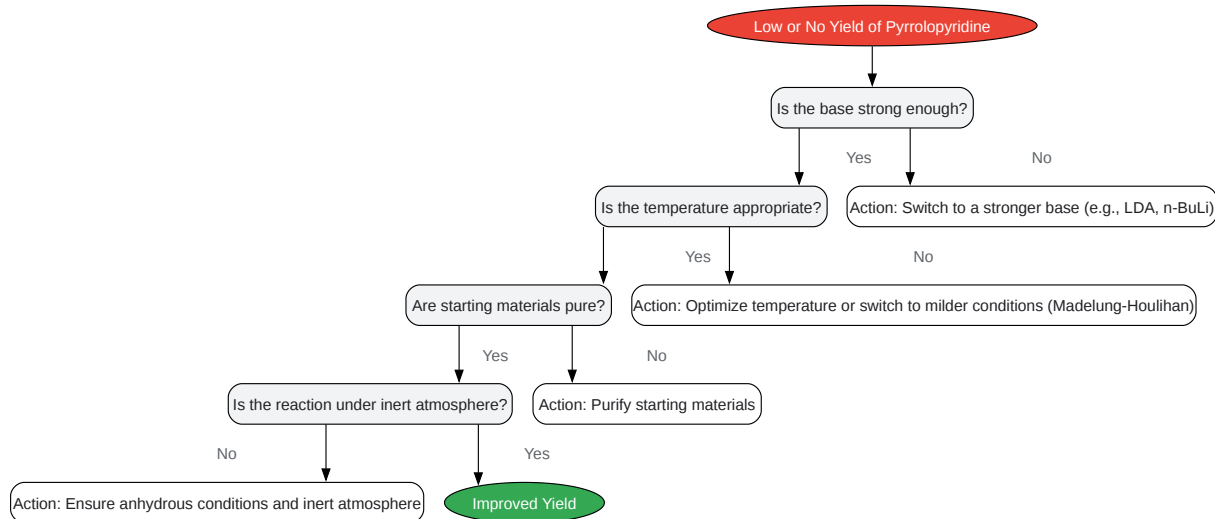 Low or No Yield of Pyrrolopyridine
Is the base strong enough?
Yes
No
Is the temperature appropriate?
Action: Switch to a stronger base (e.g., LDA, n-BuLi)
Yes
No
Are starting materials pure?
Action: Optimize temperature or switch to milder conditions (Madelung-Houlihan)
Yes
No
Is the reaction under inert atmosphere?
Action: Purify starting materials
No
Yes
Action: Ensure anhydrous conditions and inert atmosphere
Improved Yield